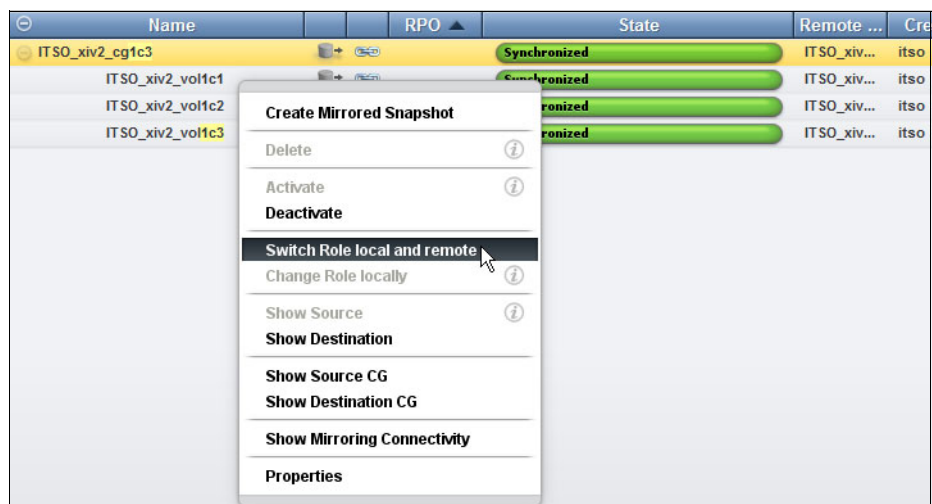 Name RPO State Remote ... Cre
ITSO_xiv2_cg1c3 Synchronized ITSO_xiv... itso
ITSO_xiv2_vol1c1 Synchronized ITSO_xiv... itso
ITSO_xiv2_vol1c2 ronized ITSO_xiv... itso
ITSO_xiv2_vol1c3 ronized ITSO_xiv... itso
Create Mirrored Snapshot
Delete
Activate
Deactivate
Switch Role local and remote
Change Role locally
Show Source
Show Destination
Show Source CG
Show Destination CG
Show Mirroring Connectivity
Properties